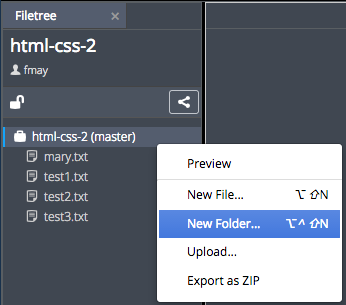 Filetree ×
html-css-2
fmay
html-css-2 (master)
mary.txt
test1.txt
test2.txt
test3.txt
Preview
New File... ⌥ ⇧N
New Folder... ⌥^ ⇧N
Upload...
Export as ZIP